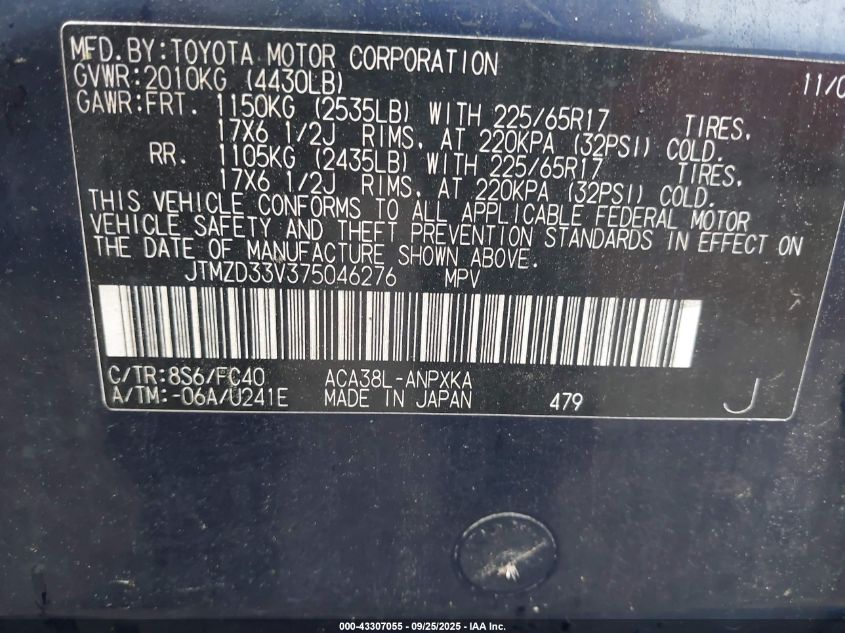 MFD. BY: TOYOTA MOTOR CORPORATION 11/0
GVWR: 2010KG (4430LB)
GAWR: FRT. 1150KG (2535LB) WITH 225/65R17 TIRES,
17X6 1/2J RIMS, AT 220KPA (32PSI) COLD.
RR. 1105KG (2435LB) WITH 225/65R17 TIRES,
17X6 1/2J RIMS, AT 220KPA (32PSI) COLD.
THIS VEHICLE CONFORMS TO ALL APPLICABLE FEDERAL MOTOR
VEHICLE SAFETY AND THEFT PREVENTION STANDARDS IN EFFECT ON
THE DATE OF MANUFACTURE SHOWN ABOVE.
JTMZD33V375046276 MPV
C/TR: 8S6/FC40 ACA38L-ANPXKA
A/TM: -06A/U241E MADE IN JAPAN 479 J
000-43307055 - 09/25/2025 - IAA Inc.